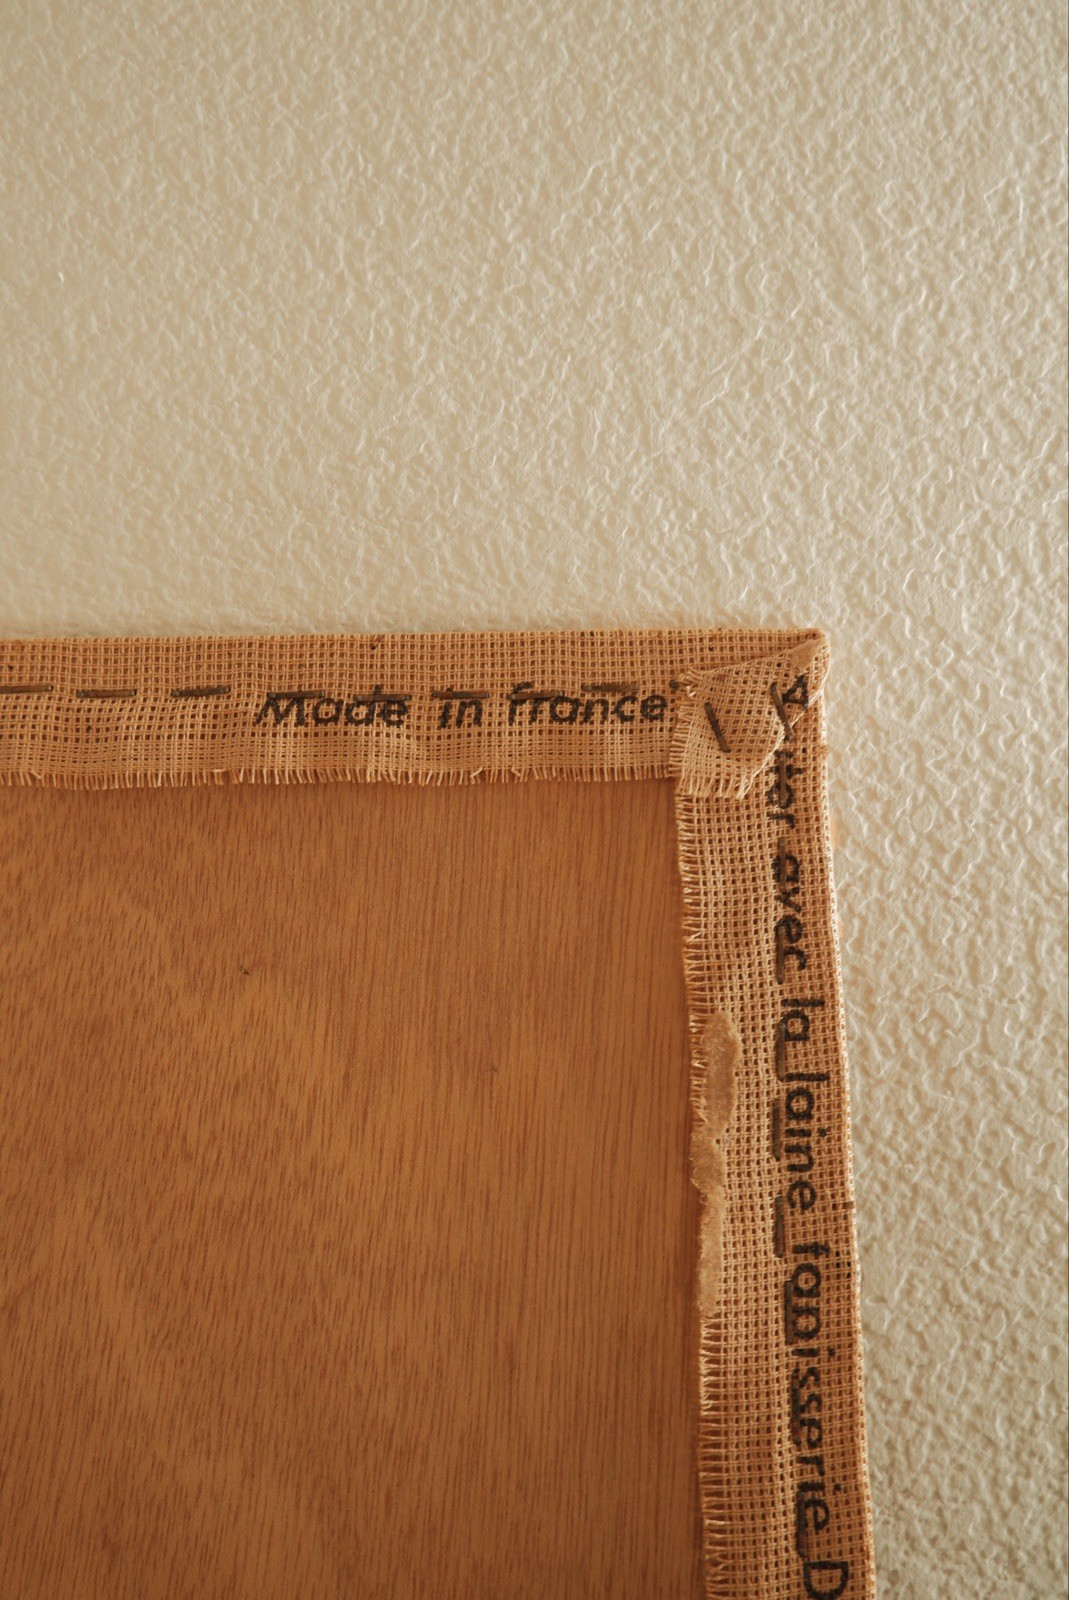 Made in france
avec la laine tapisserie D